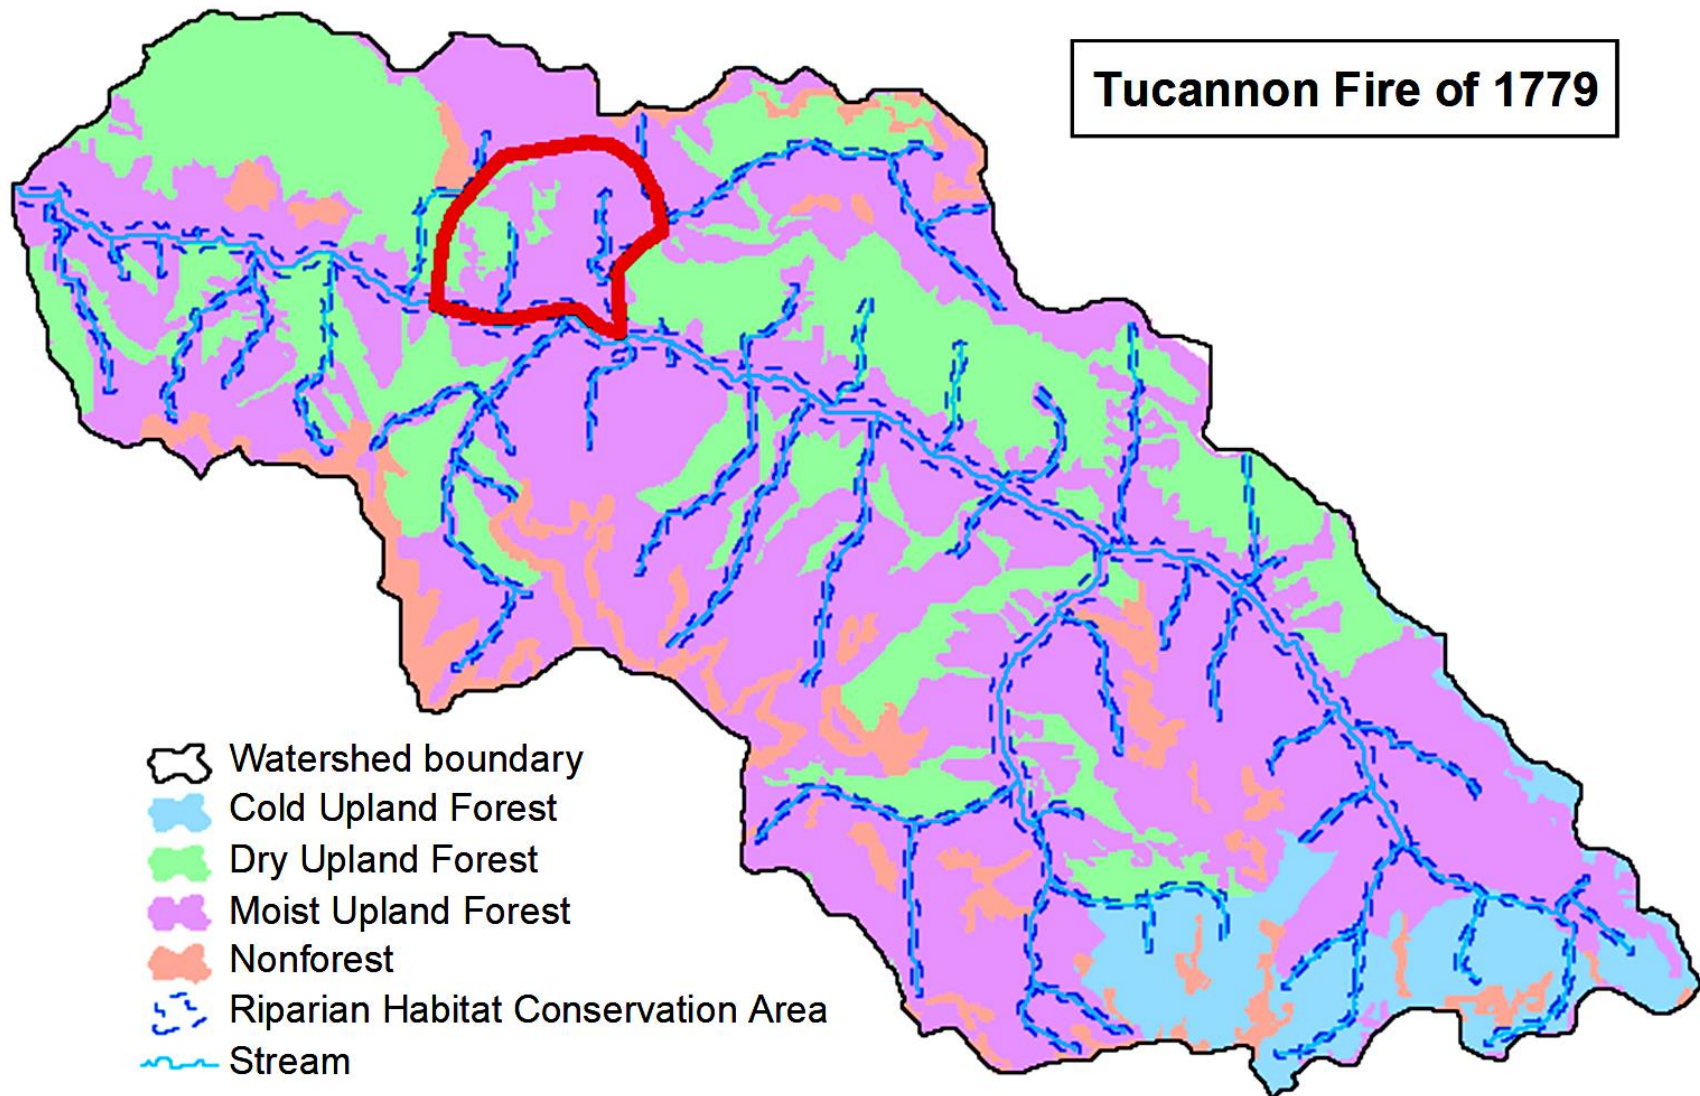 Tucannon Fire of 1779
Watershed boundary
Cold Upland Forest
Dry Upland Forest
Moist Upland Forest
Nonforest
Riparian Habitat Conservation Area
Stream